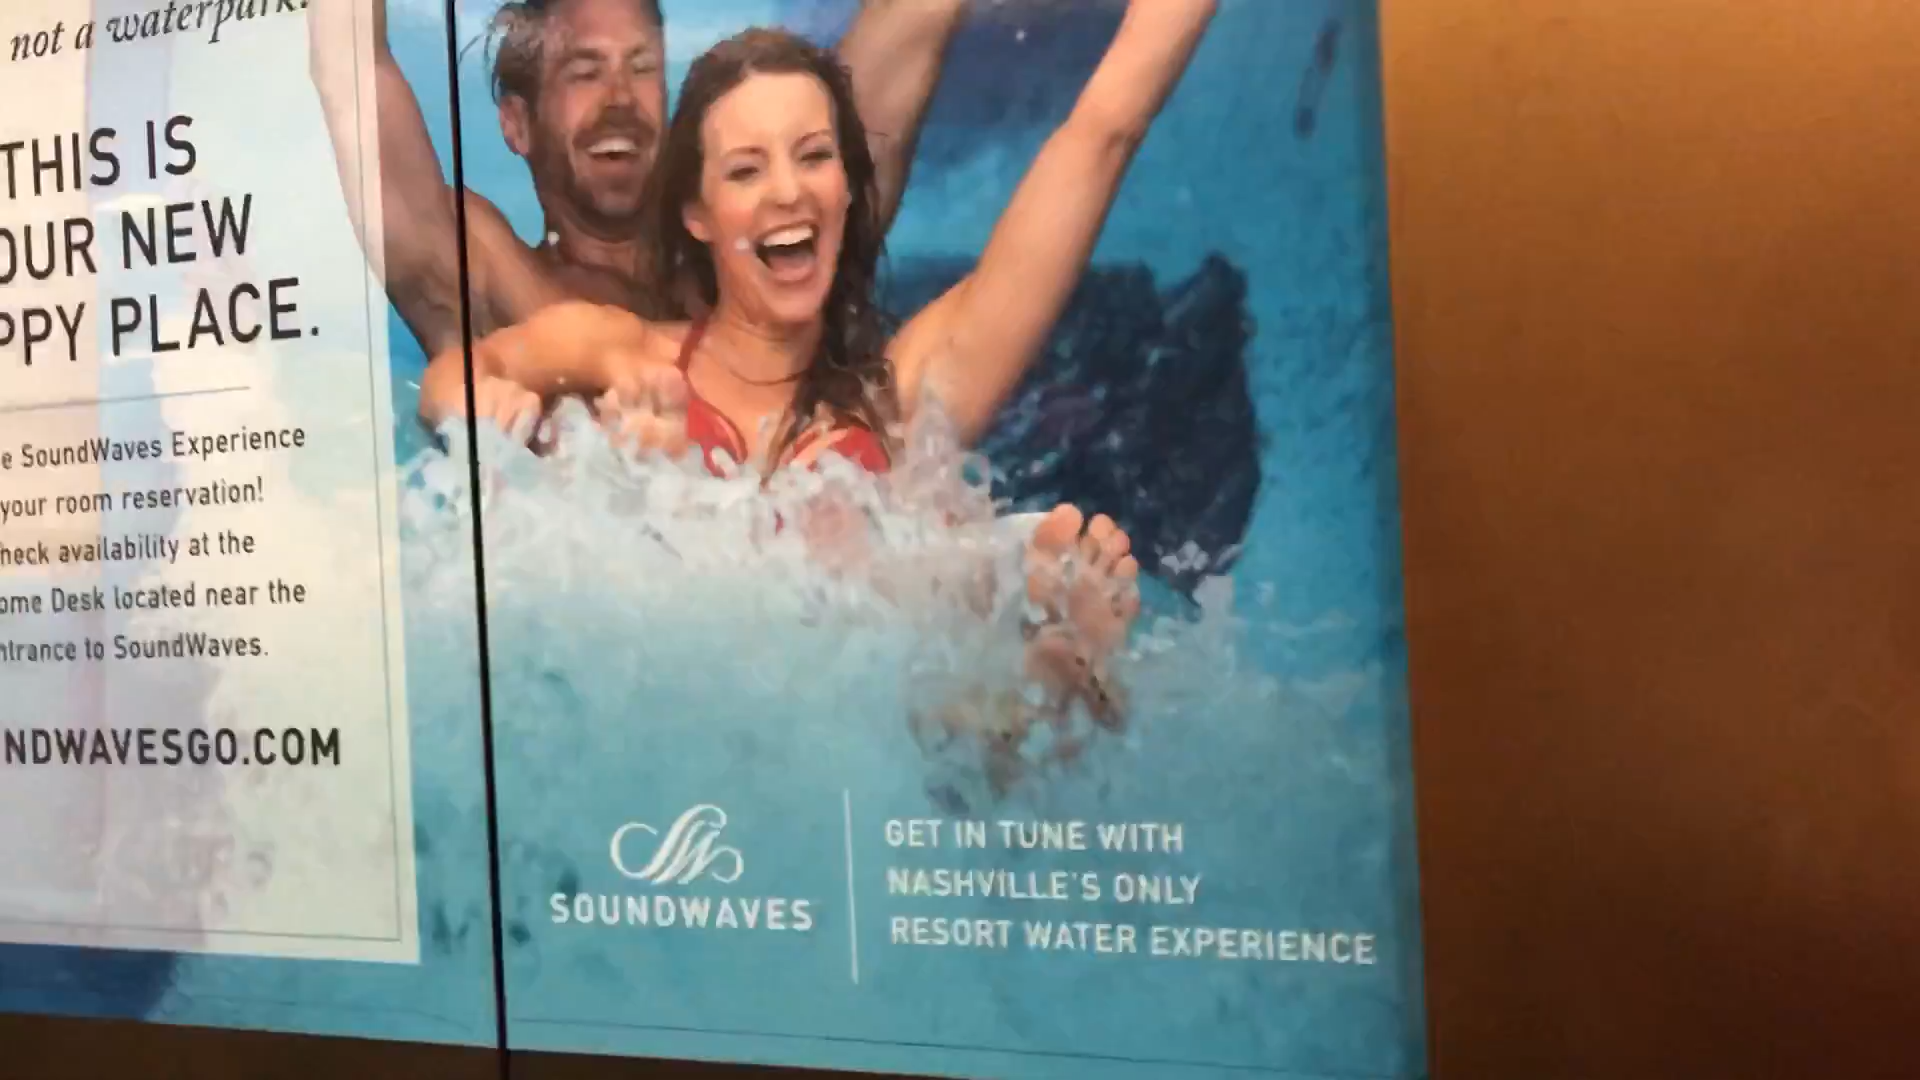 not a waterpark.
THIS IS
OUR NEW
PPY PLACE.
e SoundWaves Experience
your room reservation!
heck availability at the
ome Desk located near the
ntrance to SoundWaves.
NDWAVESGO.COM
SOUNDWAVES
GET IN TUNE WITH
NASHVILLE'S ONLY
RESORT WATER EXPERIENCE